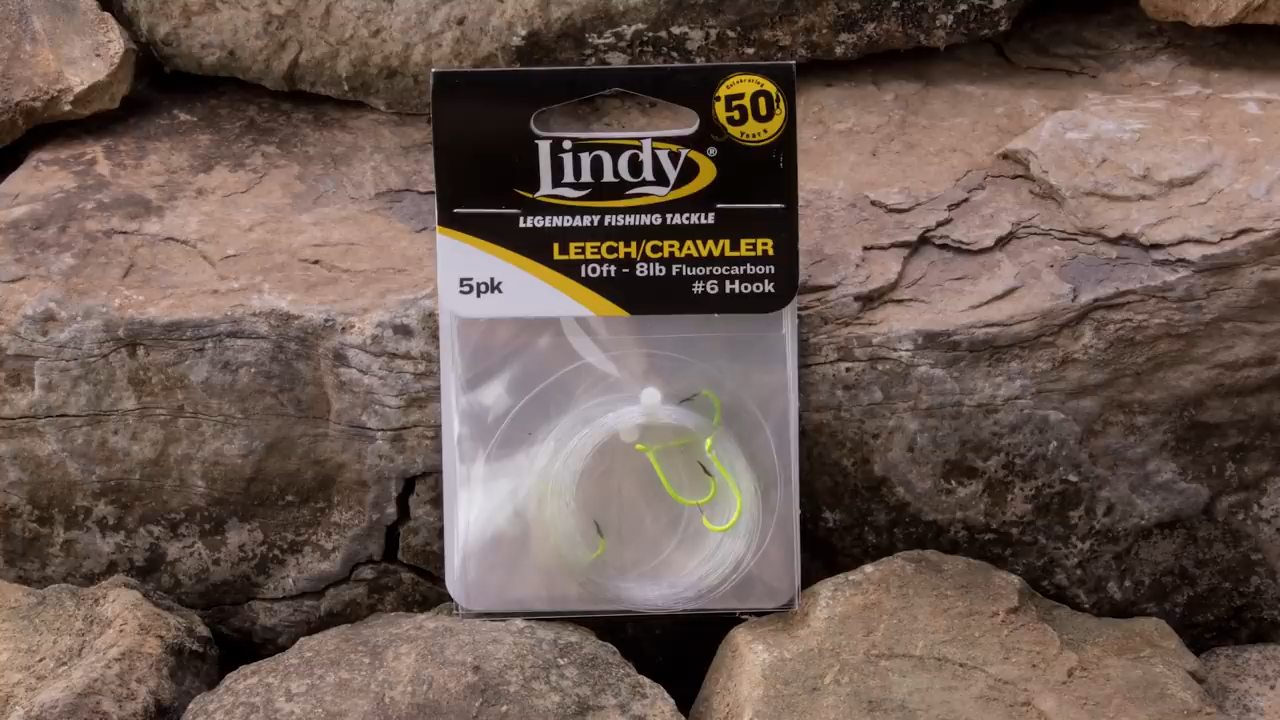 Celebrating
50
Years
Lindy®
LEGENDARY FISHING TACKLE
LEECH/CRAWLER
10ft - 8lb Fluorocarbon
#6 Hook
5pk